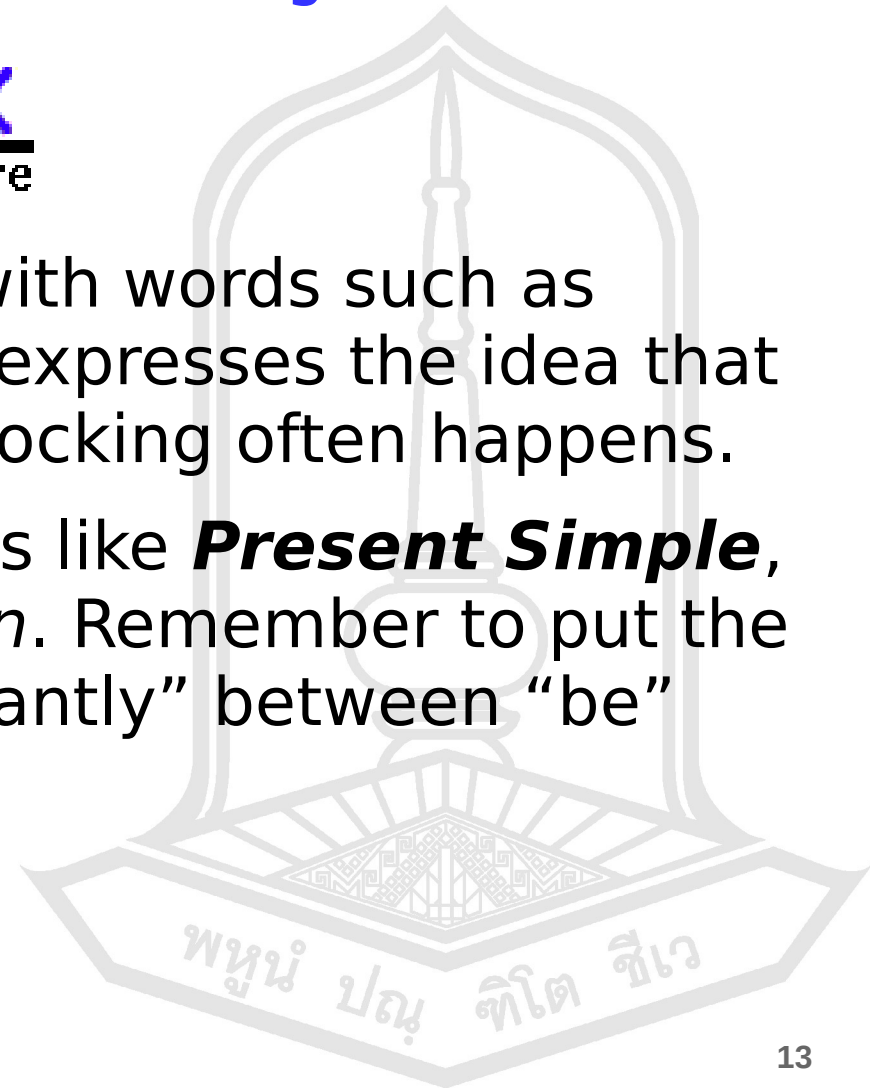 re
with words such as
expresses the idea that
ocking often happens.
s like Present Simple,
n. Remember to put the
antly” between “be”
พหูนํ ปณฺฑิโต ชีเว
13